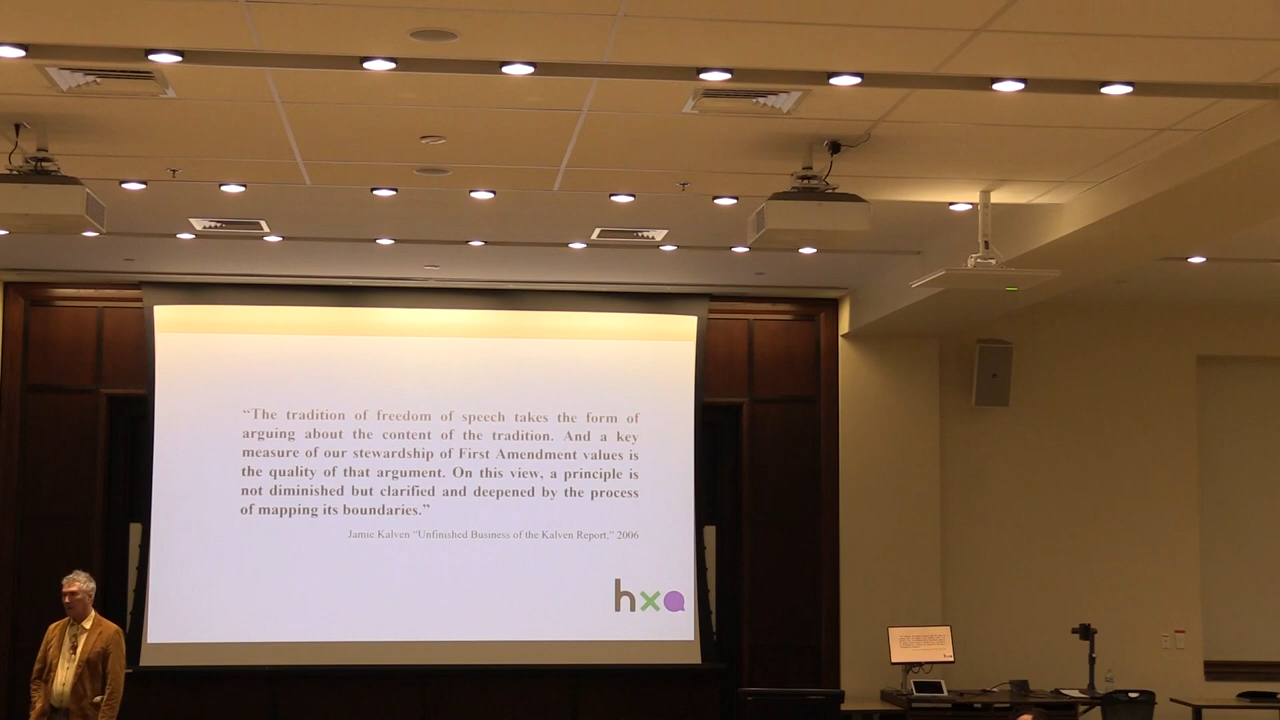 “The tradition of freedom of speech takes the form of
arguing about the content of the tradition. And a key
measure of our stewardship of First Amendment values is
the quality of that argument. On this view, a principle is
not diminished but clarified and deepened by the process
of mapping its boundaries.”
Jamie Kalven “Unfinished Business of the Kalven Report,” 2006
hxa